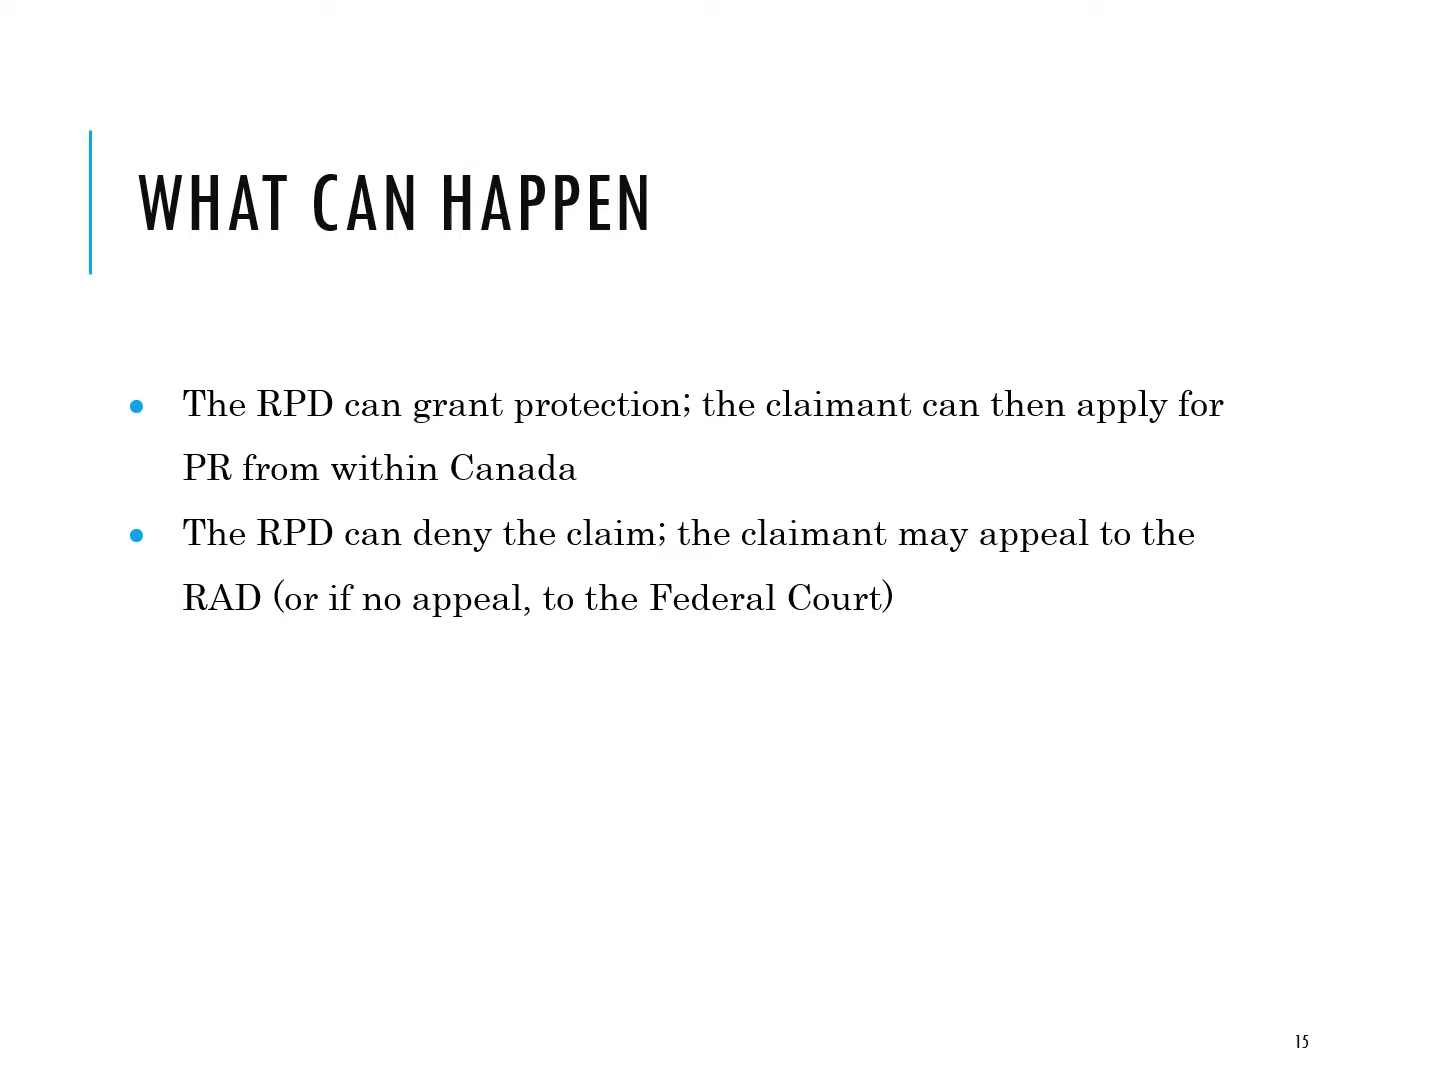 WHAT CAN HAPPEN
• The RPD can grant protection; the claimant can then apply for
PR from within Canada
• The RPD can deny the claim; the claimant may appeal to the
RAD (or if no appeal, to the Federal Court)
15